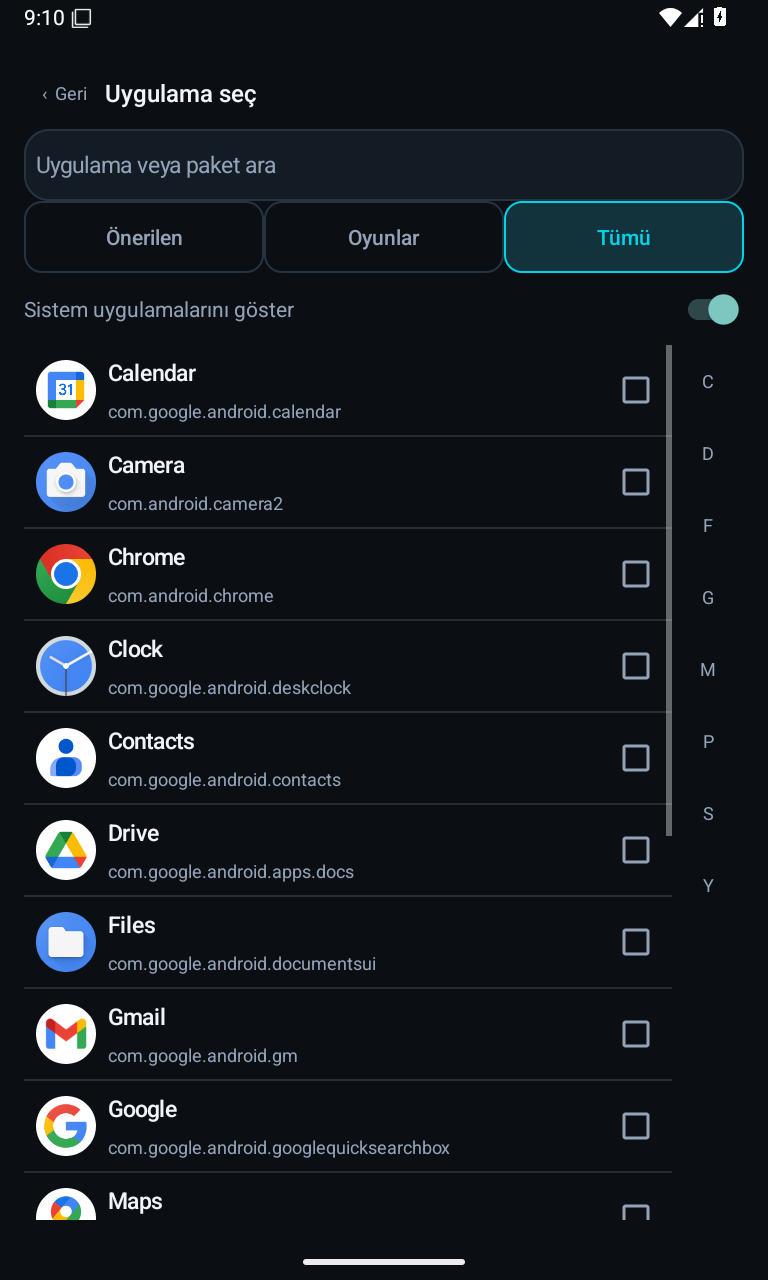 9:10
‹ Geri Uygulama seç
Uygulama veya paket ara
Önerilen Oyunlar Tümü
Sistem uygulamalarını göster
31
Calendar
com.google.android.calendar
C
Camera
com.android.camera2
D
Chrome
com.android.chrome
F
G
Clock
com.google.android.deskclock
M
Contacts
com.google.android.contacts
P
Drive
com.google.android.apps.docs
S
Y
Files
com.google.android.documentsui
Gmail
com.google.android.gm
Google
com.google.android.googlequicksearchbox
Maps